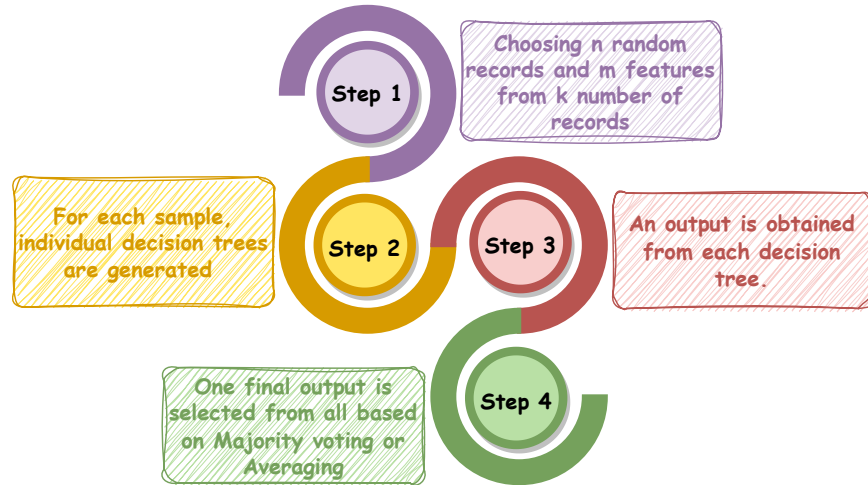 Step 1
Choosing n random
records and m features
from k number of
records
Step 2
For each sample,
individual decision trees
are generated
Step 3
An output is obtained
from each decision
tree.
Step 4
One final output is
selected from all based
on Majority voting or
Averaging